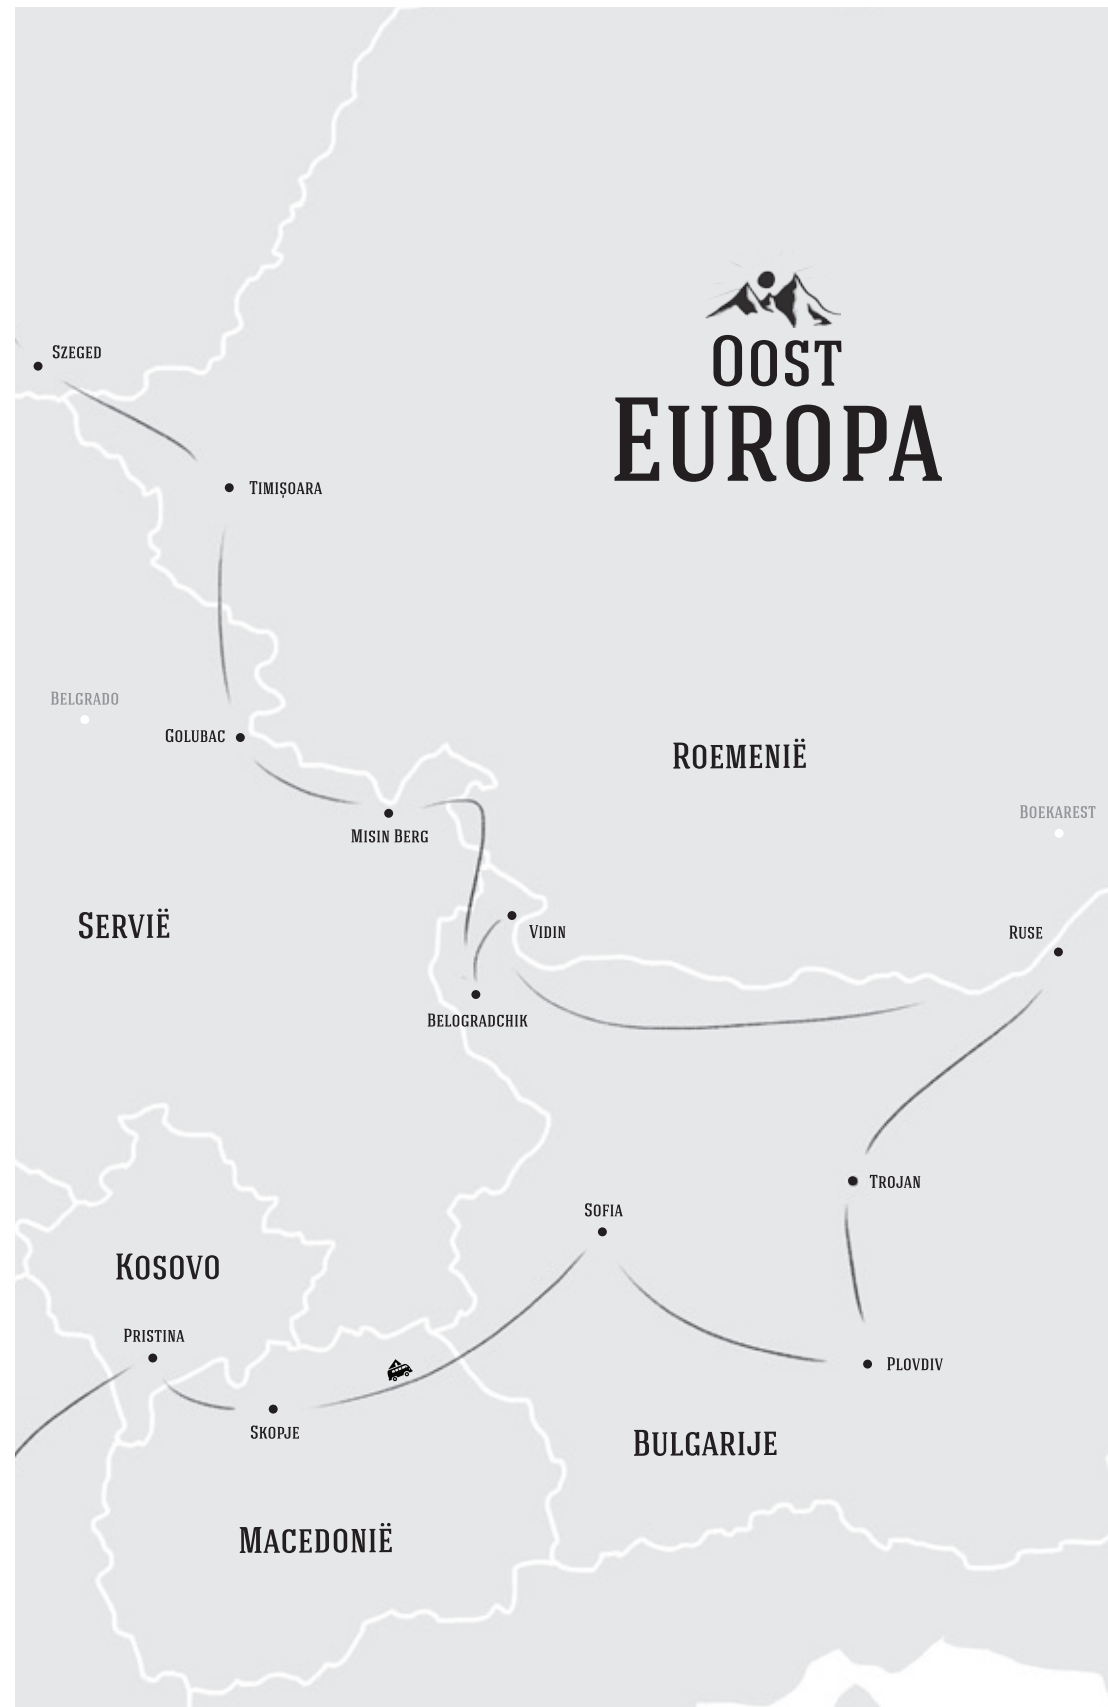 Szeged
Oost
Europa
Timișoara
Belgrado
Golubac
Roemenië
Boekarest
Misin Berg
Servië
Vidin
Ruse
Belogradchik
Trojan
Sofia
Kosovo
Pristina
Plovdiv
Skopje
Bulgarije
Macedonië